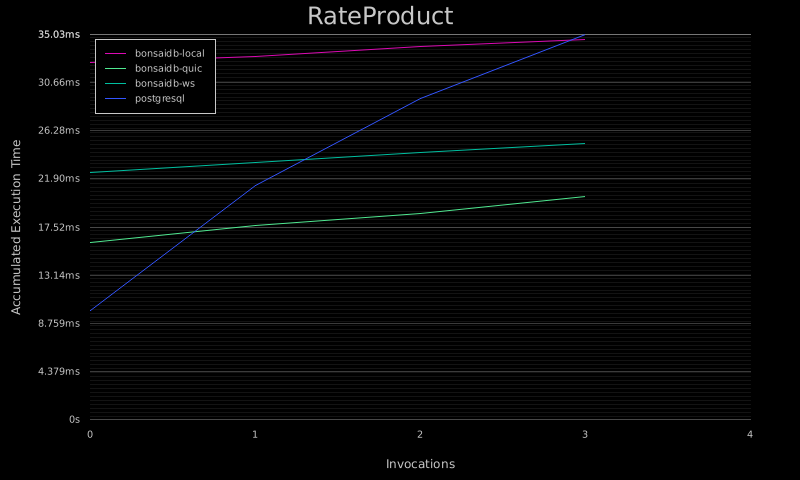 RateProduct
35.03ms
30.66ms
26.28ms
21.90ms
17.52ms
13.14ms
8.759ms
4.379ms
0s
Accumulated Execution Time
bonsaidb-local
bonsaidb-quic
bonsaidb-ws
postgresql
0 1 2 3 4
Invocations